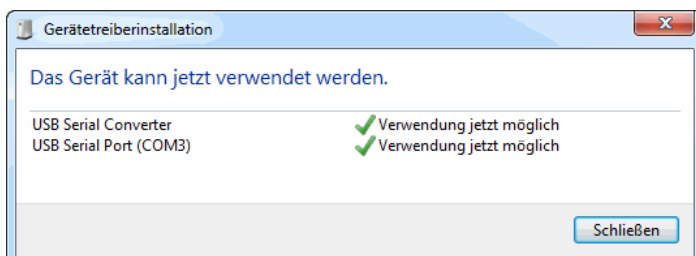 Gerätetreiberinstallation
Das Gerät kann jetzt verwendet werden.
USB Serial Converter Verwendung jetzt möglich
USB Serial Port (COM3) Verwendung jetzt möglich
Schließen